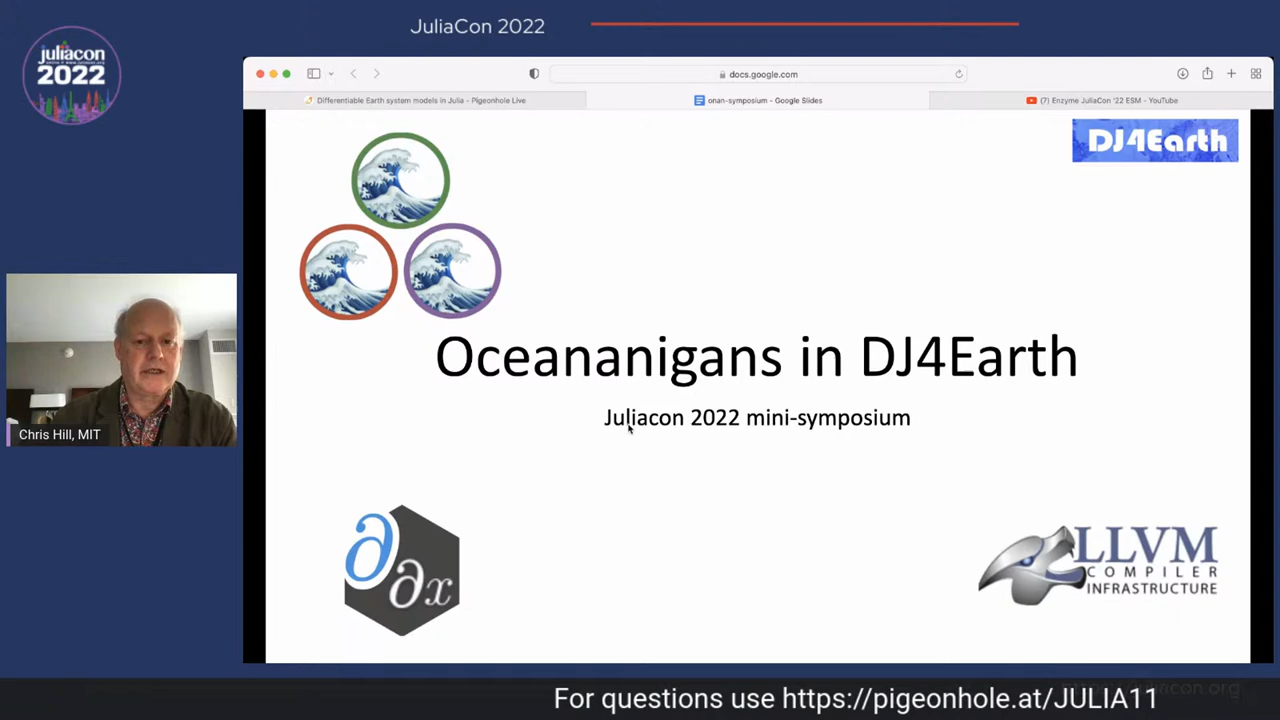 JuliaCon 2022
juliacon
2022
docs.google.com
Differentiable Earth system models in Julia - Pigeonhole Live
onan-symposium - Google Slides
(7) Enzyme JuliaCon '22 ESM - YouTube
DJ4Earth
Oceananigans in DJ4Earth
Juliacon 2022 mini-symposium
Chris Hill, MIT
∂
∂x
LLVM
COMPILER
INFRASTRUCTURE
For questions use https://pigeonhole.at/JULIA11